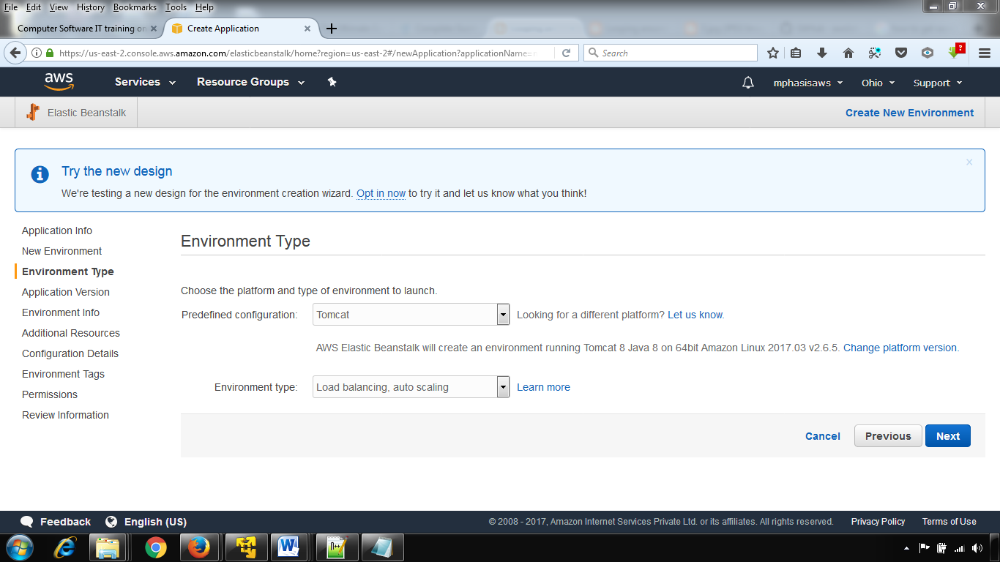 File Edit View History Bookmarks Tools Help
Computer Software IT training on
Create Application
https://us-east-2.console.aws.amazon.com/elasticbeanstalk/home?region=us-east-2#/newApplication?applicationName=
Search
?
aws
Services
Resource Groups
mphasisaws
Ohio
Support
Elastic Beanstalk
Create New Environment
Try the new design
We're testing a new design for the environment creation wizard. Opt in now to try it and let us know what you think!
Application Info
New Environment
Environment Type
Application Version
Environment Info
Additional Resources
Configuration Details
Environment Tags
Permissions
Review Information
Environment Type
Choose the platform and type of environment to launch.
Predefined configuration: Tomcat Looking for a different platform? Let us know.
AWS Elastic Beanstalk will create an environment running Tomcat 8 Java 8 on 64bit Amazon Linux 2017.03 v2.6.5. Change platform version.
Environment type: Load balancing, auto scaling Learn more
Cancel Previous Next
Feedback English (US)
© 2008 - 2017, Amazon Internet Services Private Ltd. or its affiliates. All rights reserved. Privacy Policy Terms of Use